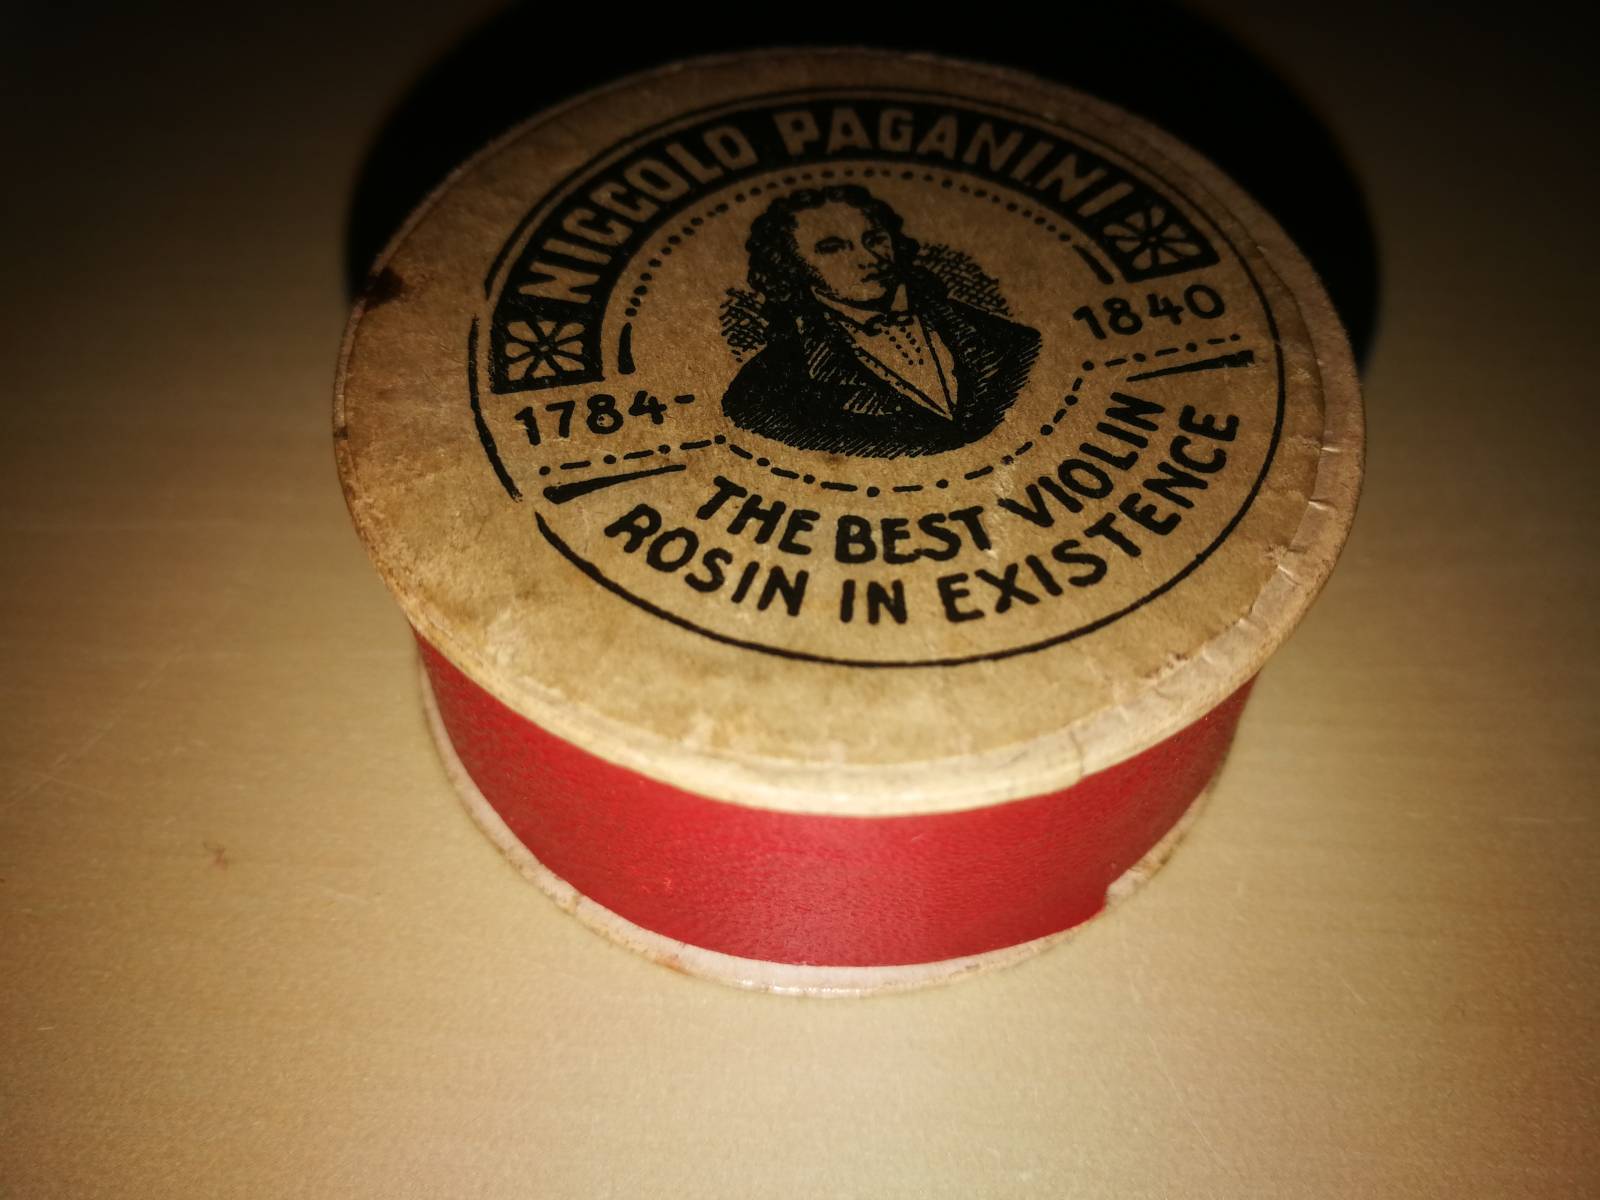 NICCOLO PAGANINI
1784-
1840
THE BEST VIOLIN
ROSIN IN EXISTENCE